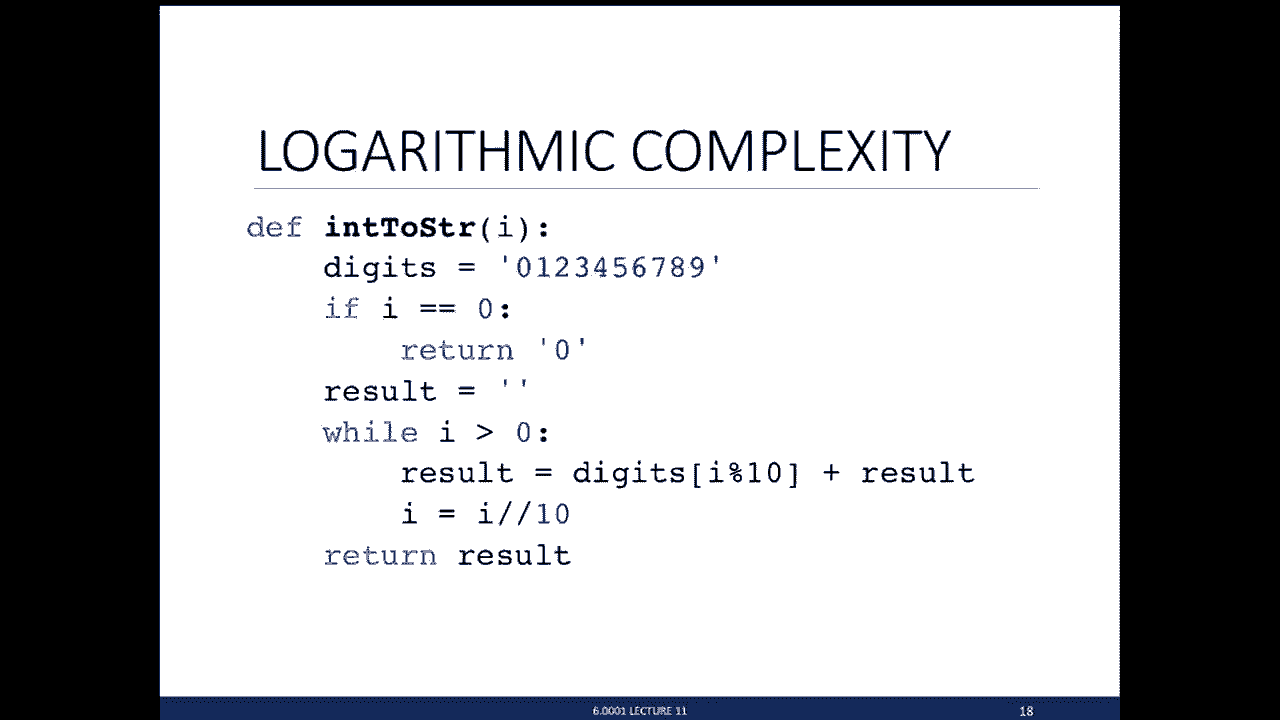 LOGARITHMIC COMPLEXITY
def intToStr(i):
    digits = '0123456789'
    if i == 0:
        return '0'
    result = ''
    while i > 0:
        result = digits[i%10] + result
        i = i//10
    return result
6.0001 LECTURE 11
18